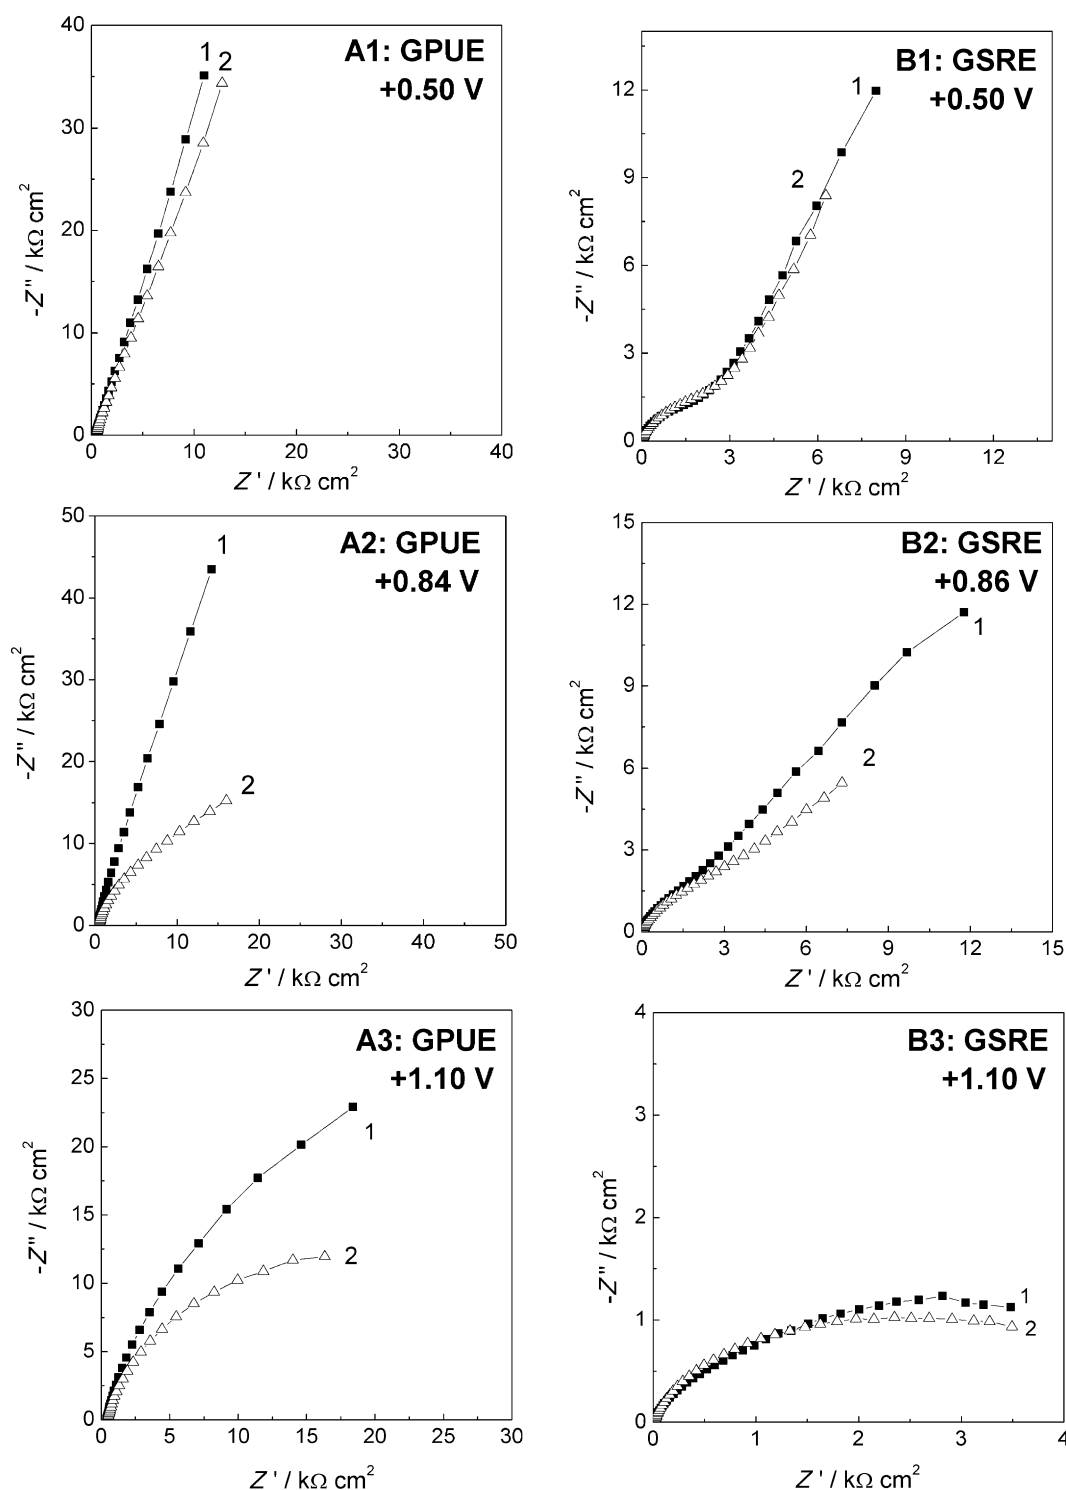 A1: GPUE
+0.50 V
1
2
40
30
20
10
0
0 10 20 30 40
-Z" / kΩ cm²
Z ' / kΩ cm²
B1: GSRE
+0.50 V
1
2
12
9
6
3
0
0 3 6 9 12
-Z" / kΩ cm²
Z ' / kΩ cm²
A2: GPUE
+0.84 V
1
2
50
40
30
20
10
0
0 10 20 30 40 50
-Z" / kΩ cm²
Z ' / kΩ cm²
B2: GSRE
+0.86 V
1
2
15
12
9
6
3
0
0 3 6 9 12 15
-Z" / kΩ cm²
Z ' / kΩ cm²
A3: GPUE
+1.10 V
1
2
30
25
20
15
10
5
0
0 5 10 15 20 25 30
-Z" / kΩ cm²
Z ' / kΩ cm²
B3: GSRE
+1.10 V
1
2
4
3
2
1
0
0 1 2 3 4
-Z" / kΩ cm²
Z ' / kΩ cm²